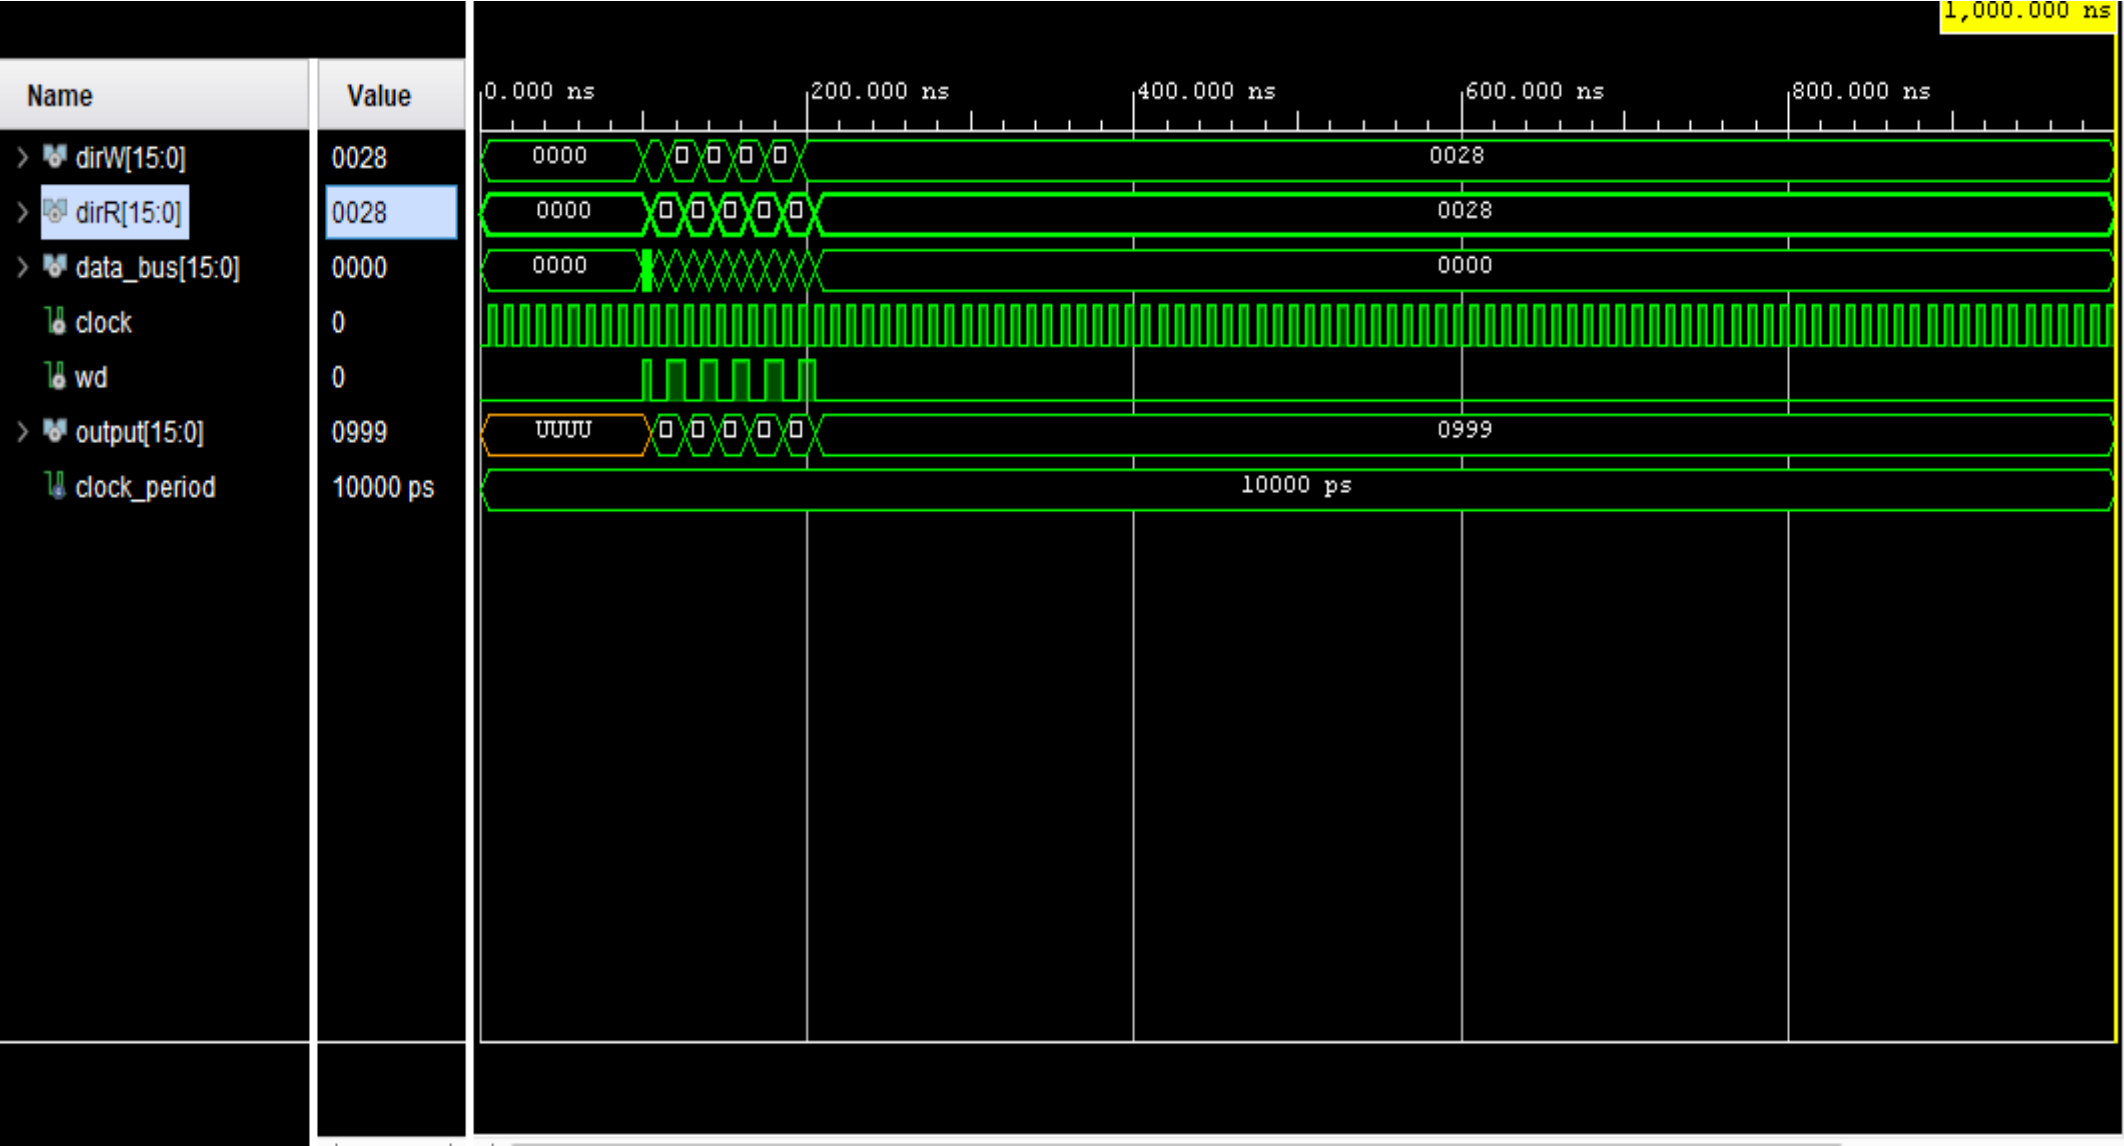 1,000.000 ns
Name Value 0.000 ns 200.000 ns 400.000 ns 600.000 ns 800.000 ns
dirW[15:0] 0028 0000 0028
dirR[15:0] 0028 0000 0028
data_bus[15:0] 0000 0000 0000
clock 0
wd 0
output[15:0] 0999 UUUU 0999
clock_period 10000 ps 10000 ps